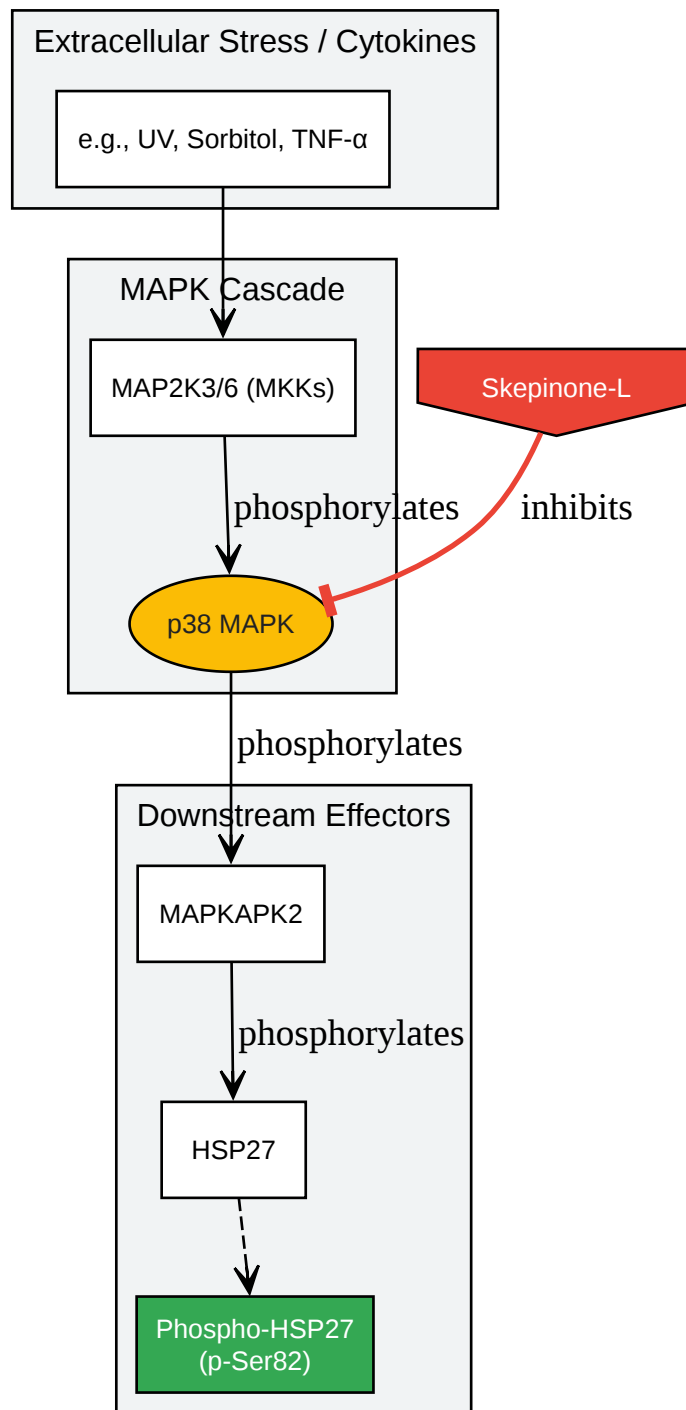 Extracellular Stress / Cytokines
e.g., UV, Sorbitol, TNF-α
MAPK Cascade
MAP2K3/6 (MKKs)
Skepinone-L
phosphorylates
inhibits
p38 MAPK
phosphorylates
Downstream Effectors
MAPKAPK2
phosphorylates
HSP27
Phospho-HSP27
(p-Ser82)